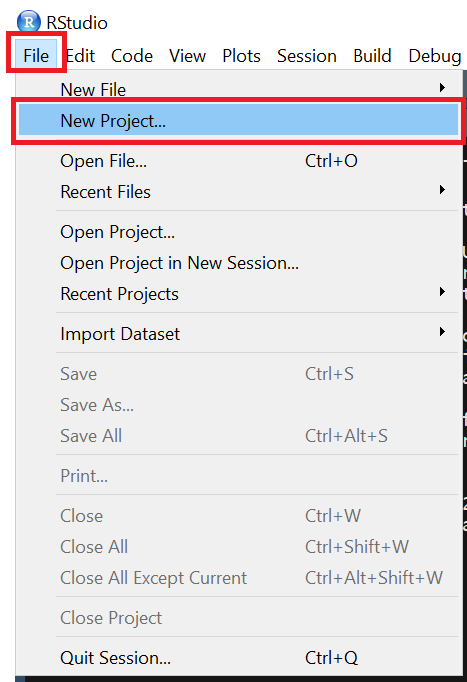 RStudio
File Edit Code View Plots Session Build Debug
New File
New Project...
Open File... Ctrl+O
Recent Files
Open Project...
Open Project in New Session...
Recent Projects
Import Dataset
Save Ctrl+S
Save As...
Save All Ctrl+Alt+S
Print...
Close Ctrl+W
Close All Ctrl+Shift+W
Close All Except Current Ctrl+Alt+Shift+W
Close Project
Quit Session... Ctrl+Q